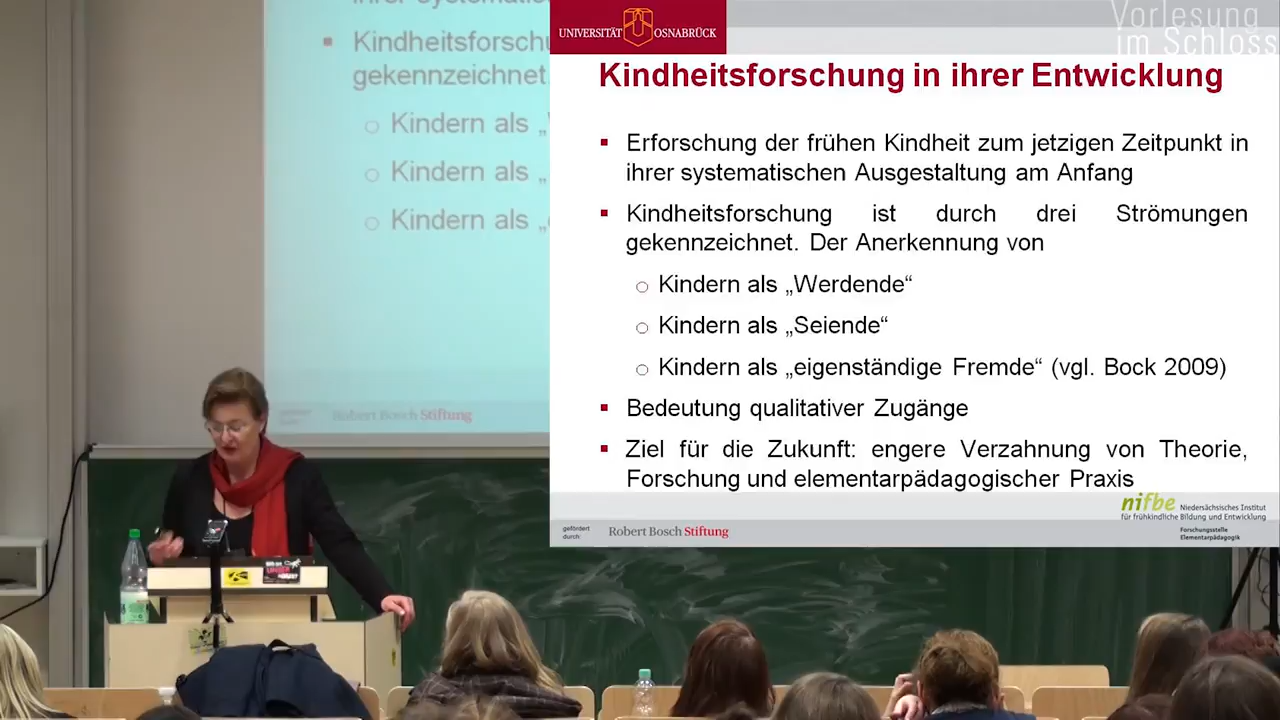 ihrer systematisc
Kindheitsforschu
gekennzeichnet.
Kindern als „
Kindern als „
Kindern als „
Robert Bosch Stiftung
UNIVERSITÄT OSNABRÜCK
Vorlesung
im Schloss
Kindheitsforschung in ihrer Entwicklung
▪ Erforschung der frühen Kindheit zum jetzigen Zeitpunkt in
ihrer systematischen Ausgestaltung am Anfang
▪ Kindheitsforschung ist durch drei Strömungen
gekennzeichnet. Der Anerkennung von
○ Kindern als „Werdende“
○ Kindern als „Seiende“
○ Kindern als „eigenständige Fremde“ (vgl. Bock 2009)
▪ Bedeutung qualitativer Zugänge
▪ Ziel für die Zukunft: engere Verzahnung von Theorie,
Forschung und elementarpädagogischer Praxis
gefördert
durch:
Robert Bosch Stiftung
nifbe Niedersächsisches Institut
für frühkindliche Bildung und Entwicklung
Forschungsstelle
Elementarpädagogik